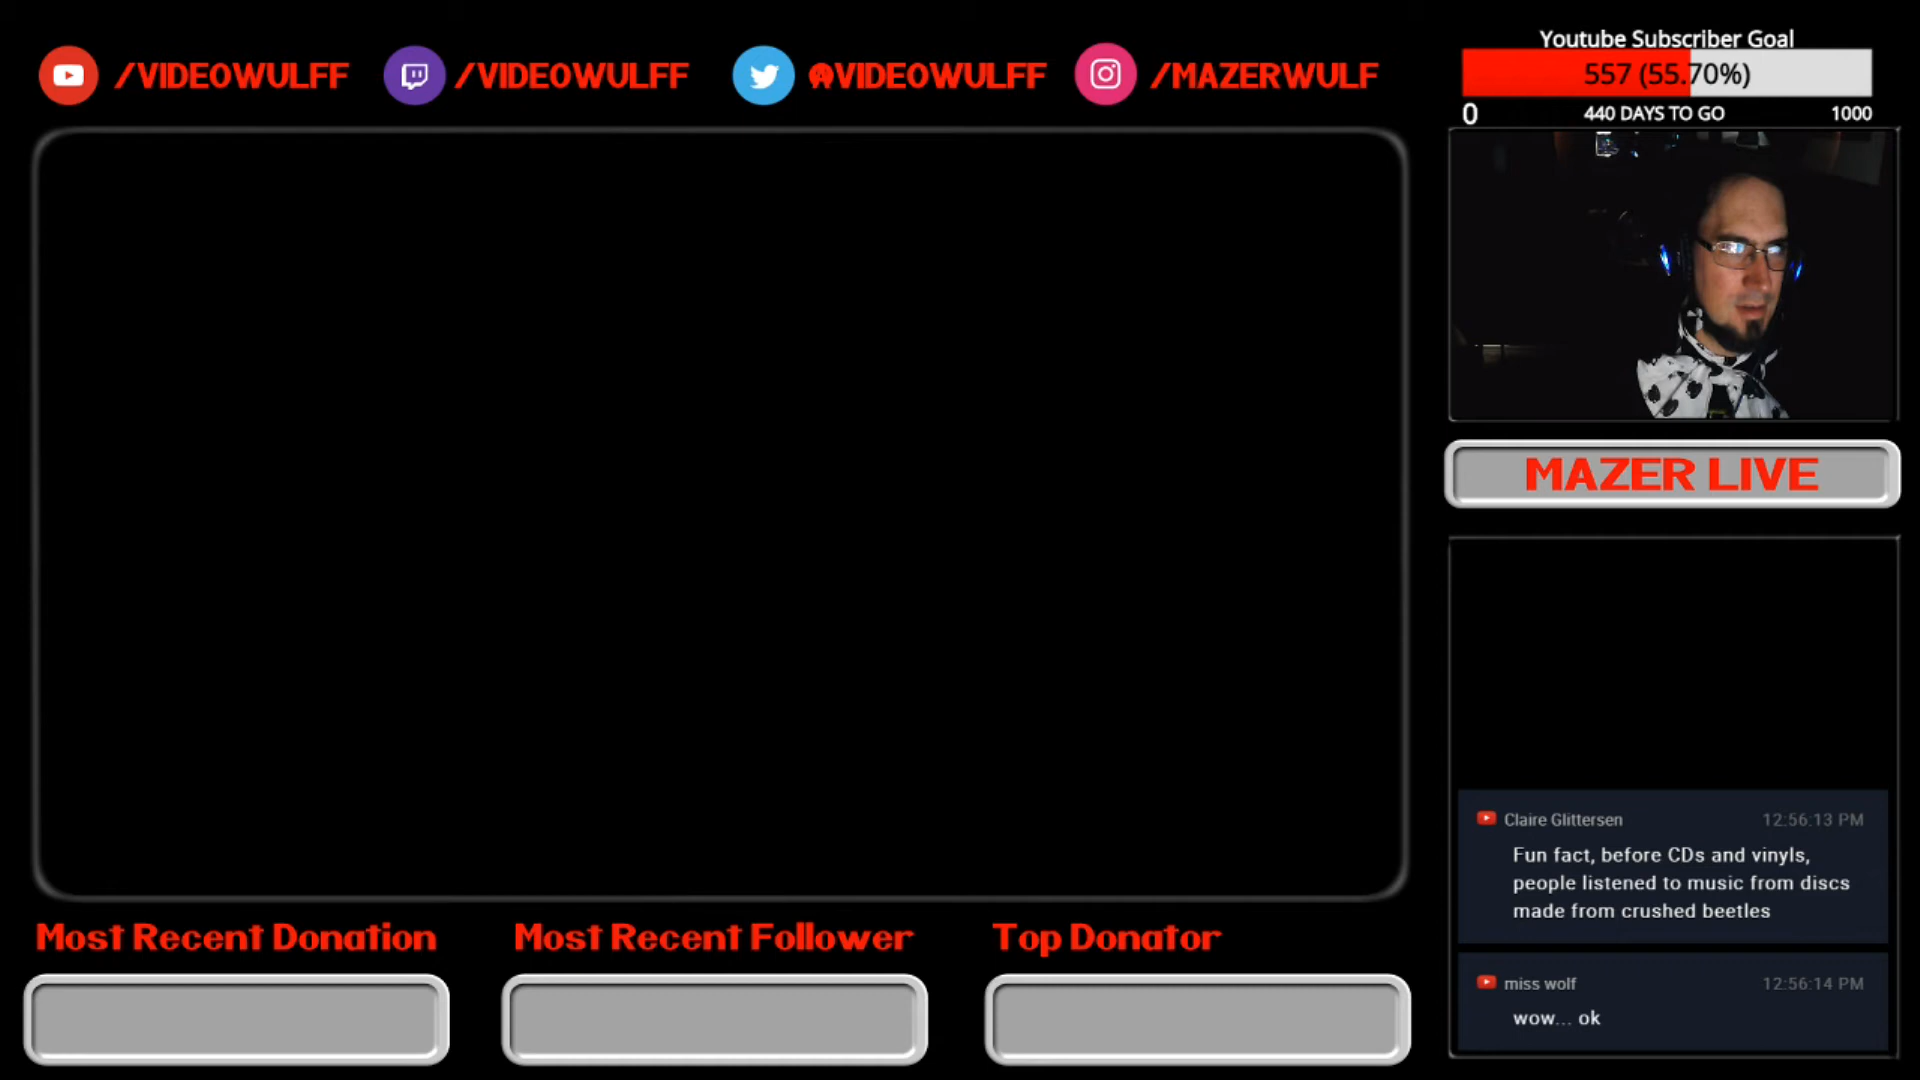 /VIDEOWULFF
/VIDEOWULFF
@VIDEOWULFF
/MAZERWULF
Youtube Subscriber Goal
557 (55.70%)
0
440 DAYS TO GO
1000
MAZER LIVE
Claire Glittersen
12:56:13 PM
Fun fact, before CDs and vinyls,
people listened to music from discs
made from crushed beetles
miss wolf
12:56:14 PM
wow... ok
Most Recent Donation
Most Recent Follower
Top Donator